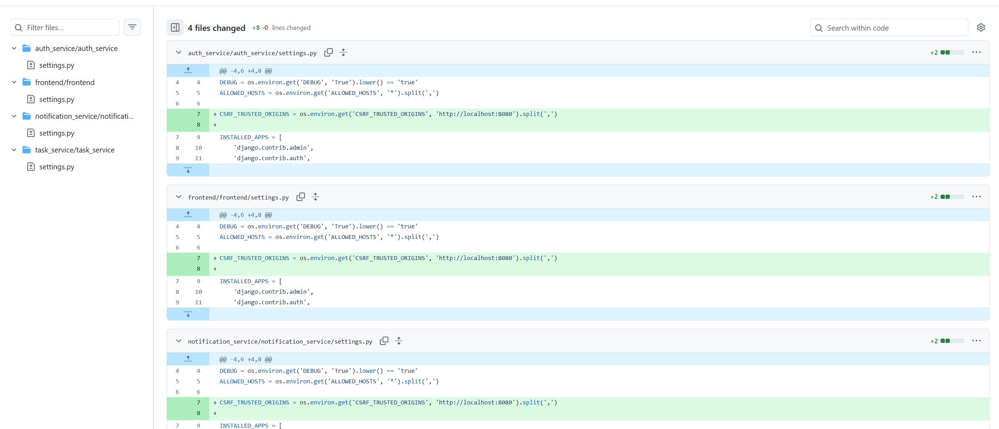 Filter files...
auth_service/auth_service
settings.py
frontend/frontend
settings.py
notification_service/notificati...
settings.py
task_service/task_service
settings.py
4 files changed +8 -0 lines changed
Search within code
auth_service/auth_service/settings.py
+2
@@ -4,6 +4,8 @@
4 4 DEBUG = os.environ.get('DEBUG', 'True').lower() == 'true'
5 5 ALLOWED_HOSTS = os.environ.get('ALLOWED_HOSTS', '*').split(',')
6 6
7 + CSRF_TRUSTED_ORIGINS = os.environ.get('CSRF_TRUSTED_ORIGINS', 'http://localhost:8080').split(',')
8 +
7 9 INSTALLED_APPS = [
8 10 'django.contrib.admin',
9 11 'django.contrib.auth',
frontend/frontend/settings.py
+2
@@ -4,6 +4,8 @@
4 4 DEBUG = os.environ.get('DEBUG', 'True').lower() == 'true'
5 5 ALLOWED_HOSTS = os.environ.get('ALLOWED_HOSTS', '*').split(',')
6 6
7 + CSRF_TRUSTED_ORIGINS = os.environ.get('CSRF_TRUSTED_ORIGINS', 'http://localhost:8080').split(',')
8 +
7 9 INSTALLED_APPS = [
8 10 'django.contrib.admin',
9 11 'django.contrib.auth',
notification_service/notification_service/settings.py
+2
@@ -4,6 +4,8 @@
4 4 DEBUG = os.environ.get('DEBUG', 'True').lower() == 'true'
5 5 ALLOWED_HOSTS = os.environ.get('ALLOWED_HOSTS', '*').split(',')
6 6
7 + CSRF_TRUSTED_ORIGINS = os.environ.get('CSRF_TRUSTED_ORIGINS', 'http://localhost:8080').split(',')
8 +
7 9 INSTALLED_APPS = [